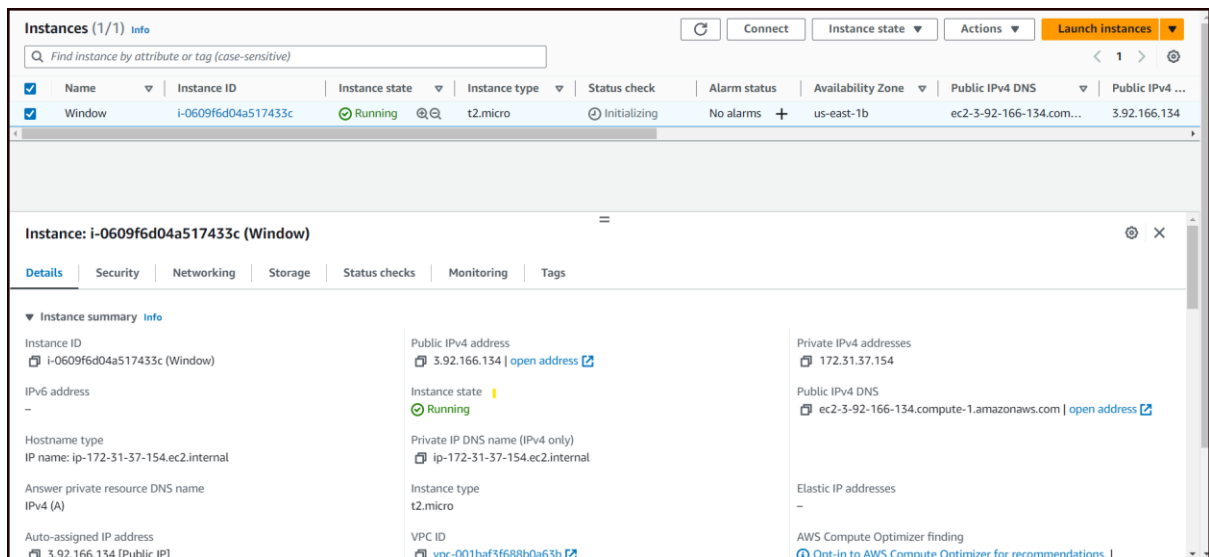 Instances (1/1) Info
Connect Instance state Actions Launch instances
Find instance by attribute or tag (case-sensitive)
1
Name Instance ID Instance state Instance type Status check Alarm status Availability Zone Public IPv4 DNS Public IPv4 ...
Window i-0609f6d04a517433c Running t2.micro Initializing No alarms + us-east-1b ec2-3-92-166-134.com... 3.92.166.134
Instance: i-0609f6d04a517433c (Window)
Details Security Networking Storage Status checks Monitoring Tags
Instance summary Info
Instance ID Public IPv4 address Private IPv4 addresses
i-0609f6d04a517433c (Window) 3.92.166.134 | open address 172.31.37.154
IPv6 address Instance state Public IPv4 DNS
– Running ec2-3-92-166-134.compute-1.amazonaws.com | open address
Hostname type Private IP DNS name (IPv4 only)
IP name: ip-172-31-37-154.ec2.internal ip-172-31-37-154.ec2.internal
Answer private resource DNS name Instance type Elastic IP addresses
IPv4 (A) t2.micro –
Auto-assigned IP address VPC ID AWS Compute Optimizer finding
3.92.166.134 [Public IP] vpc-001baf3f688b0a63b Opt-in to AWS Compute Optimizer for recommendations. |